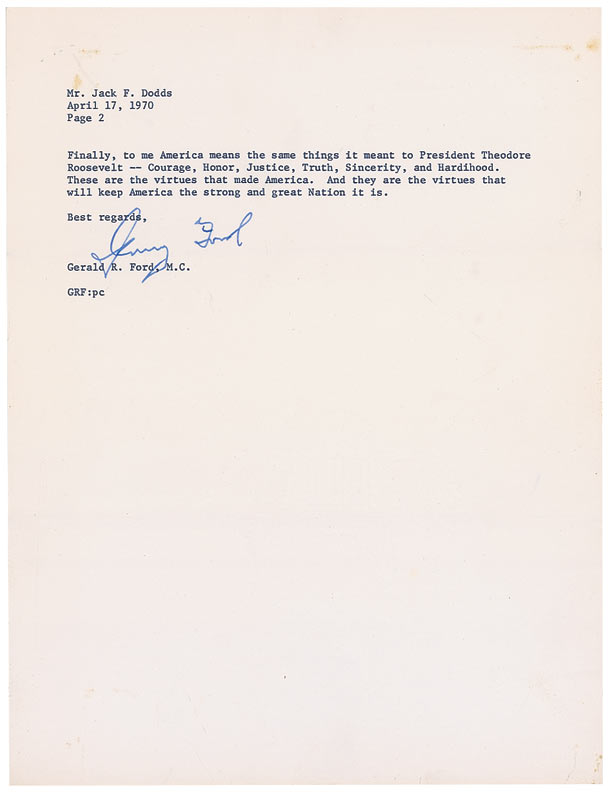 Mr. Jack F. Dodds
April 17, 1970
Page 2
Finally, to me America means the same things it meant to President Theodore
Roosevelt -- Courage, Honor, Justice, Truth, Sincerity, and Hardihood.
These are the virtues that made America. And they are the virtues that
will keep America the strong and great Nation it is.
Best regards,
Jerry Ford
Gerald R. Ford, M.C.
GRF:pc